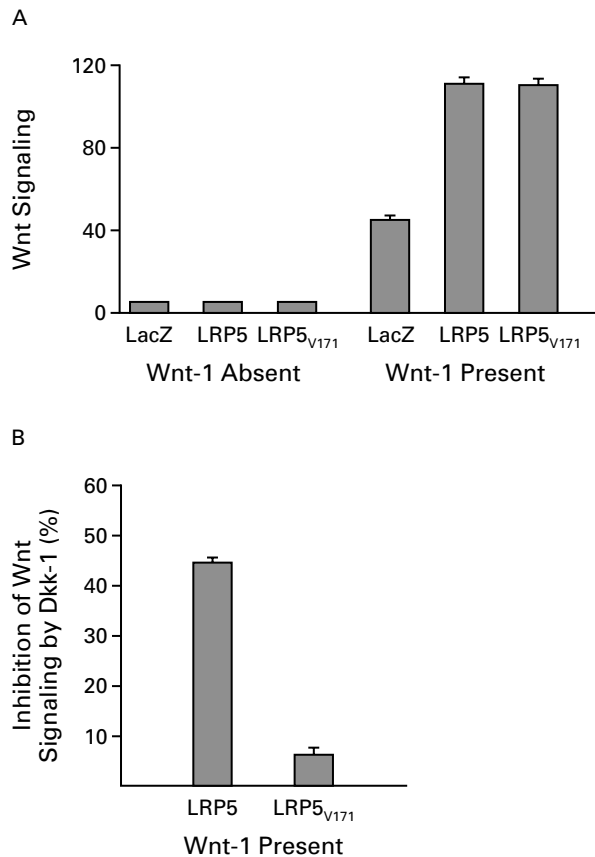 A
Wnt Signaling
120
80
40
0
LacZ LRP5 LRP5V171 LacZ LRP5 LRP5V171
Wnt-1 Absent Wnt-1 Present
B
Inhibition of Wnt
Signaling by Dkk-1 (%)
60
50
40
30
20
10
LRP5 LRP5V171
Wnt-1 Present